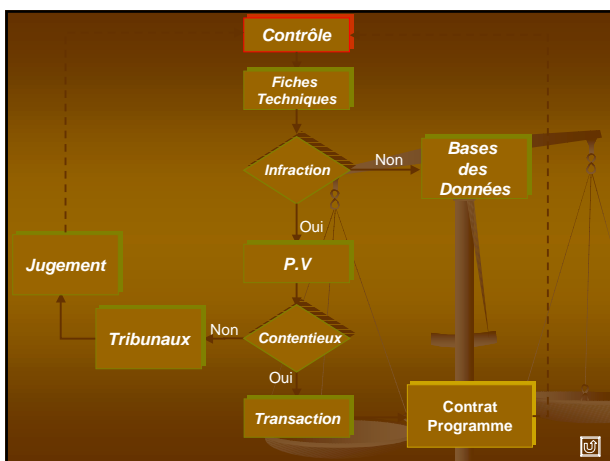 Contrôle
Fiches
Techniques
Infraction
Non
Bases
des
Données
Oui
Jugement
P.V
Tribunaux
Non
Contentieux
Oui
Transaction
Contrat
Programme